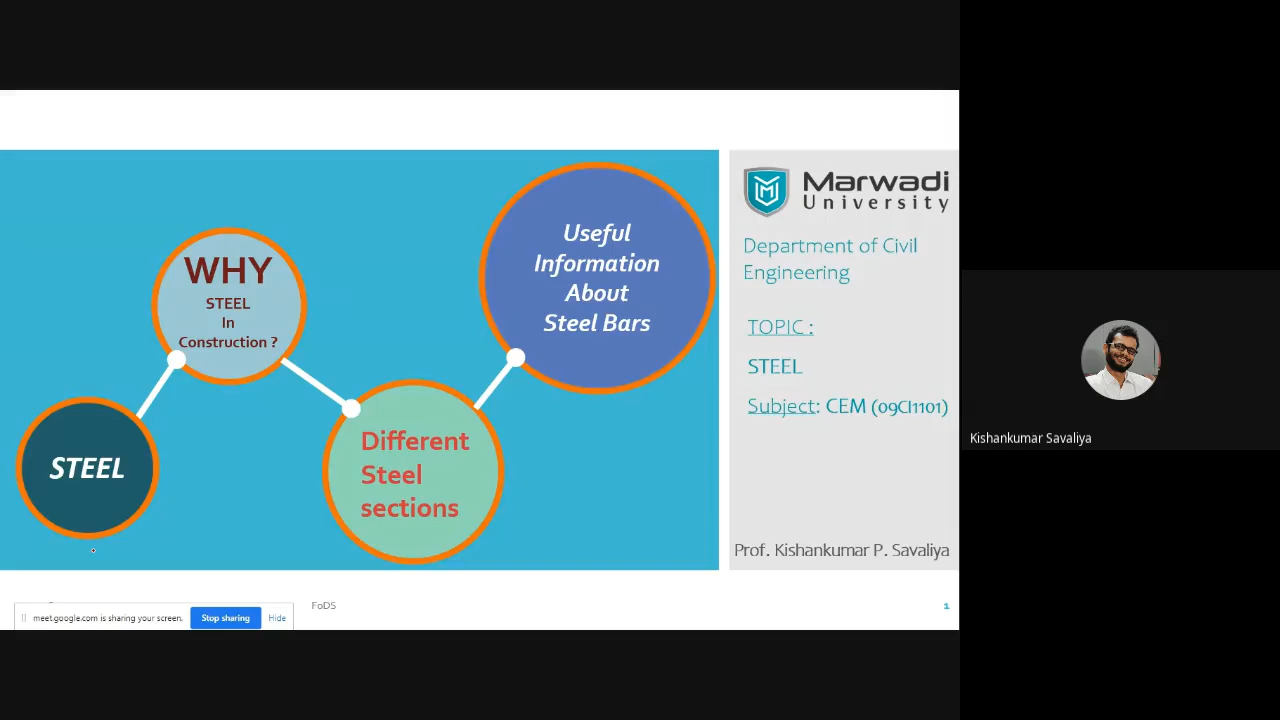 STEEL
WHY
STEEL
In
Construction ?
Different
Steel
sections
Useful
Information
About
Steel Bars
Marwadi
University
Department of Civil
Engineering
TOPIC :
STEEL
Subject: CEM (09CI1101)
Prof. Kishankumar P. Savaliya
Kishankumar Savaliya
meet.google.com is sharing your screen.
Stop sharing
Hide
FoDS
1